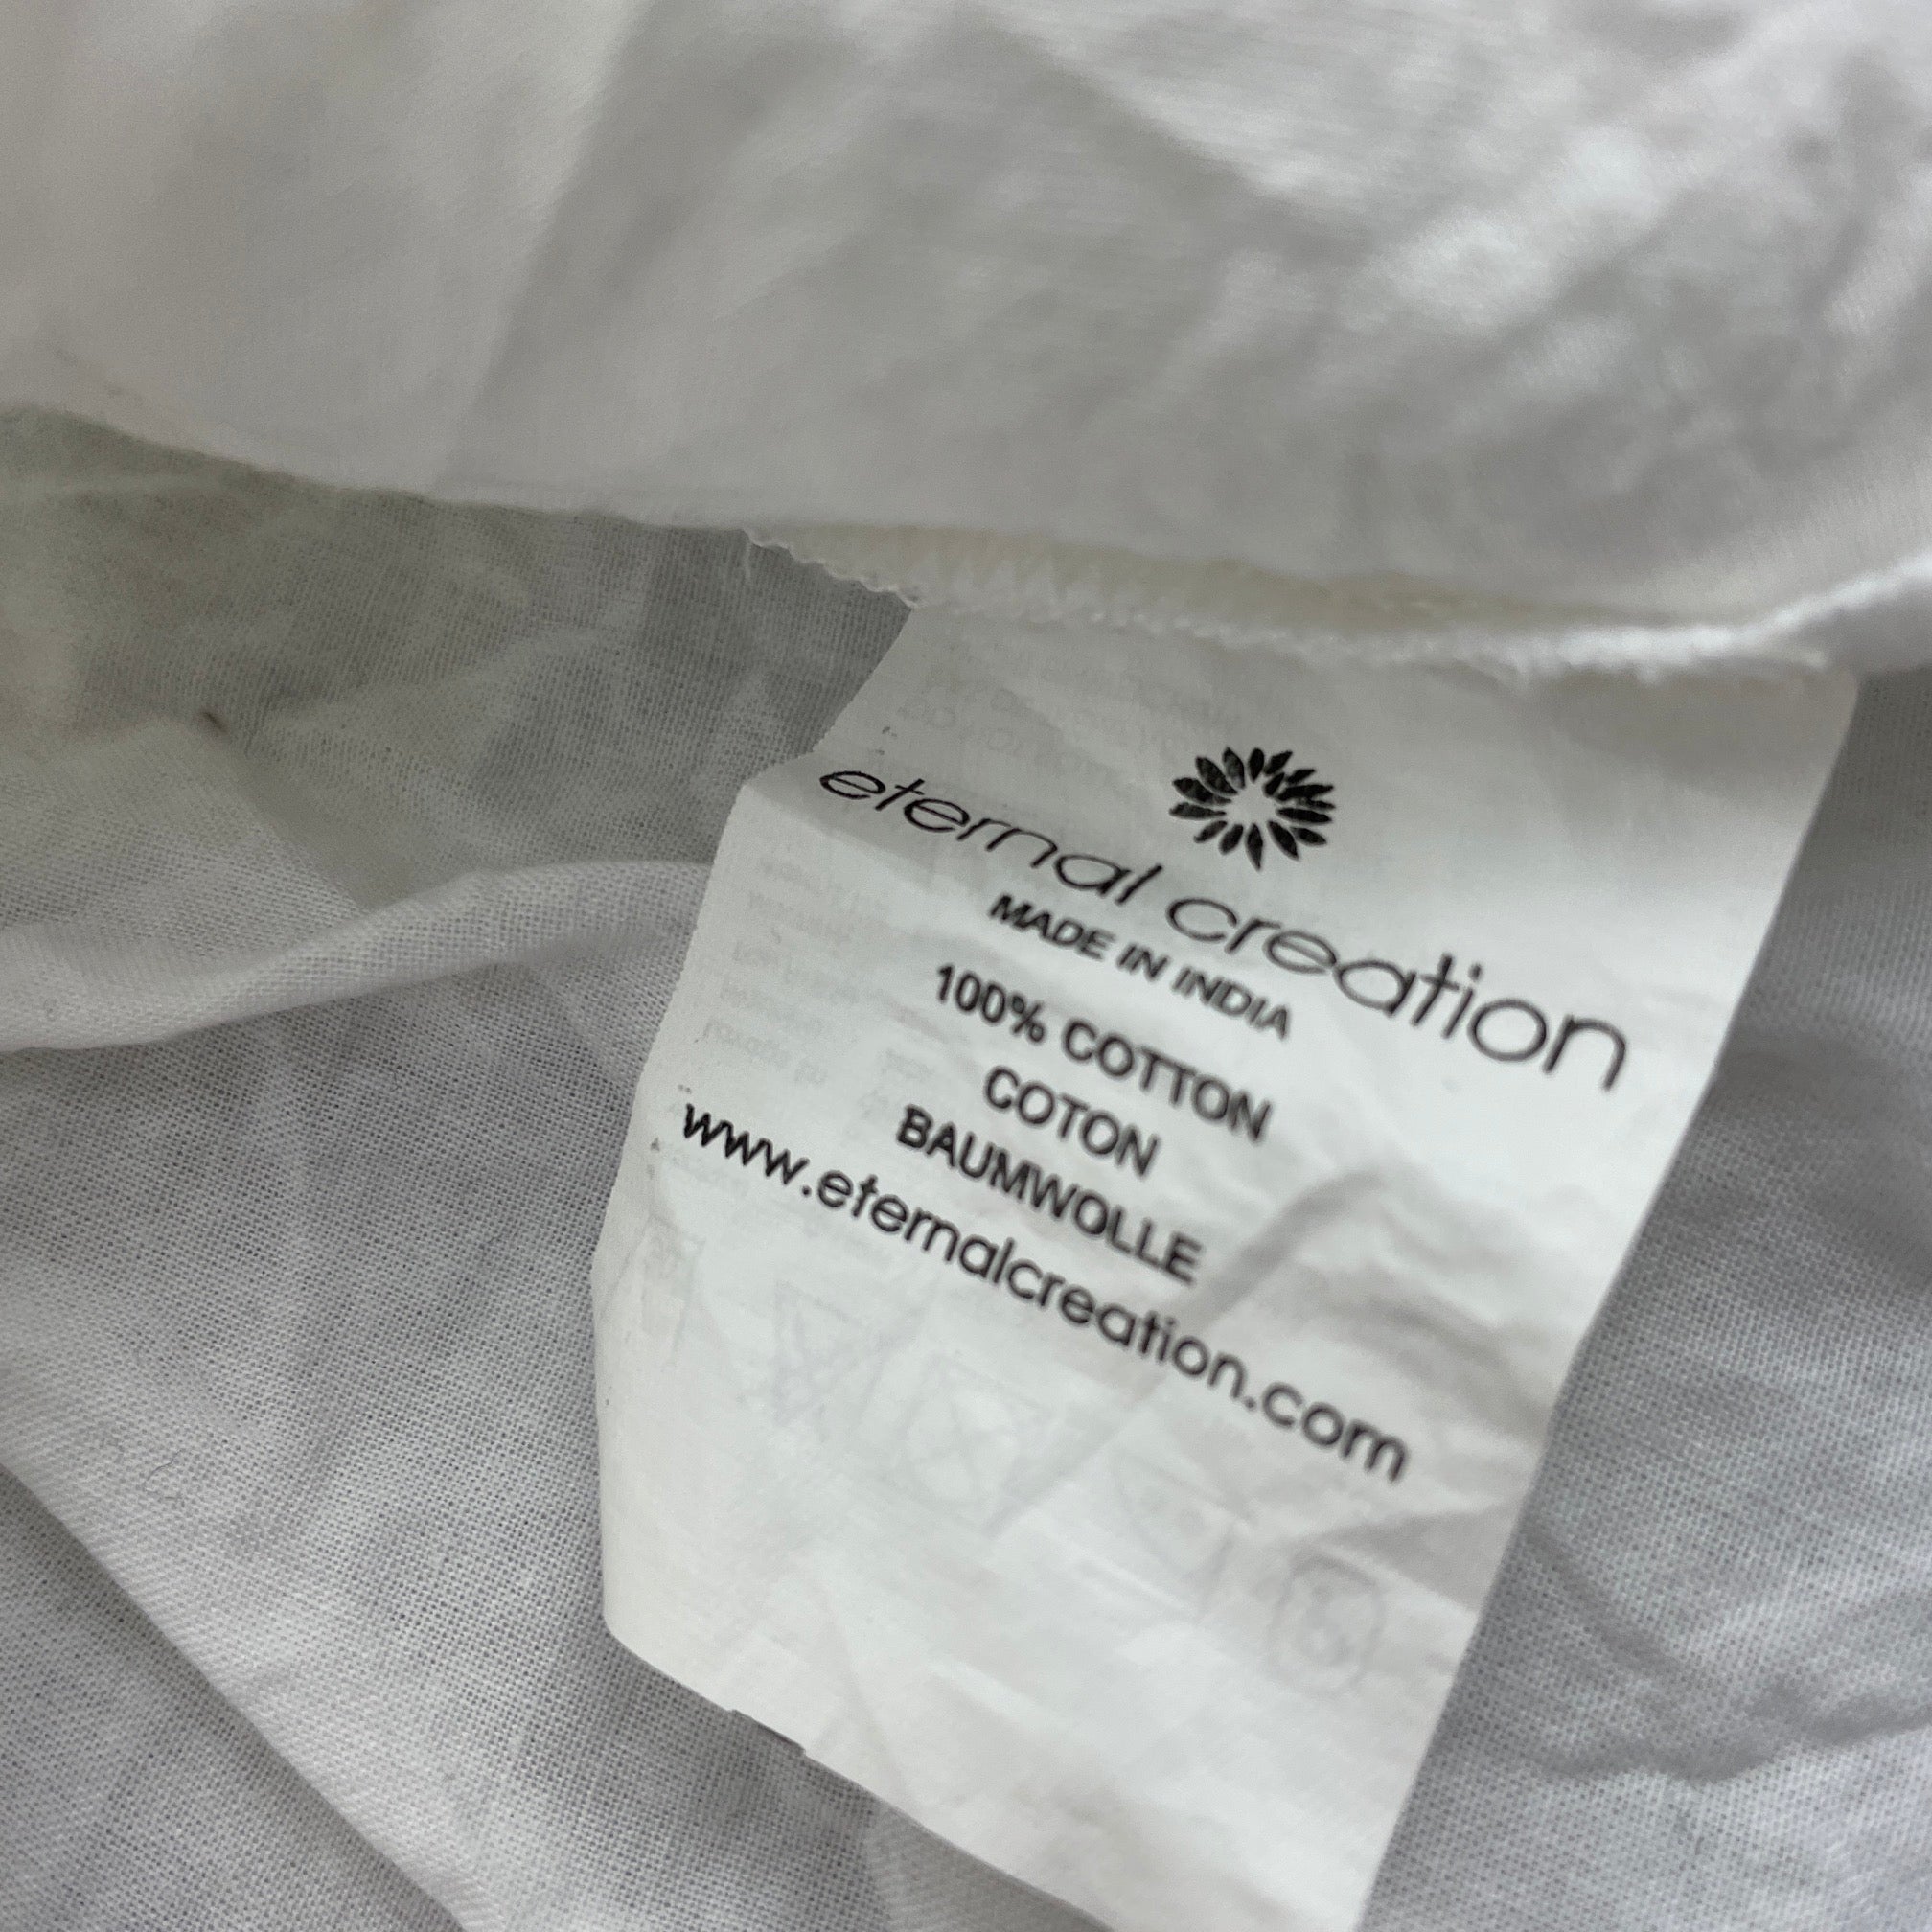 eternal creation
MADE IN INDIA
100% COTTON
COTON
BAUMWOLLE
www.eternalcreation.com